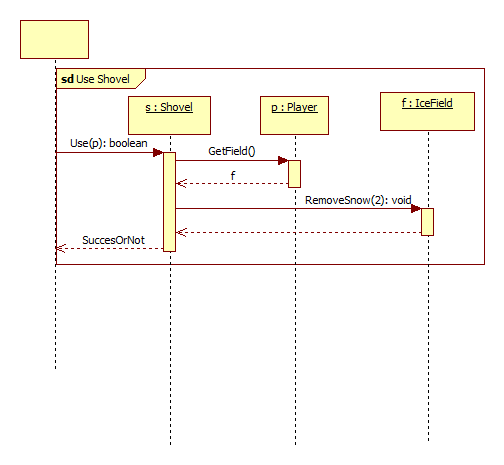 sd Use Shovel
s : Shovel
p : Player
f : IceField
Use(p): boolean
GetField()
f
RemoveSnow(2): void
SuccesOrNot